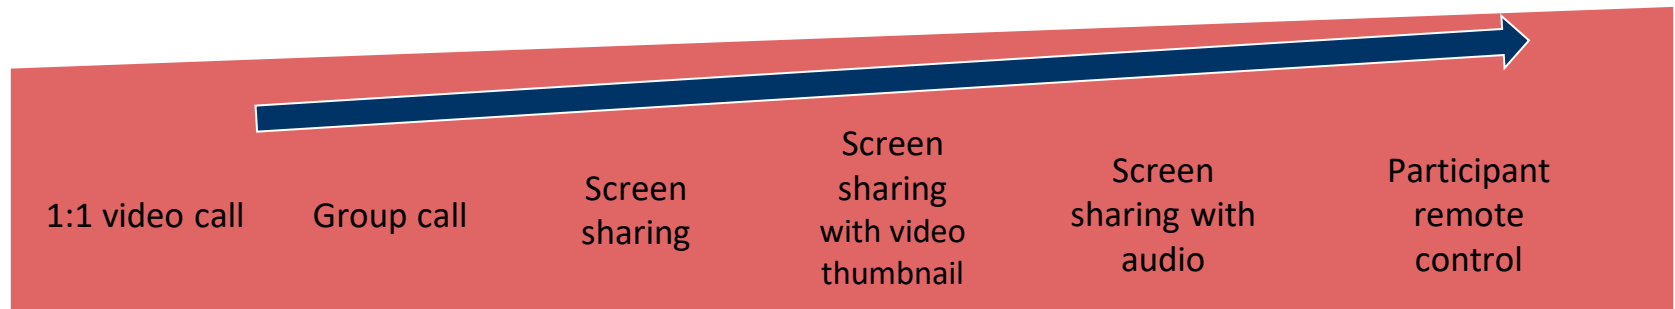 1:1 video call
Group call
Screen
sharing
Screen
sharing
with video
thumbnail
Screen
sharing with
audio
Participant
remote
control